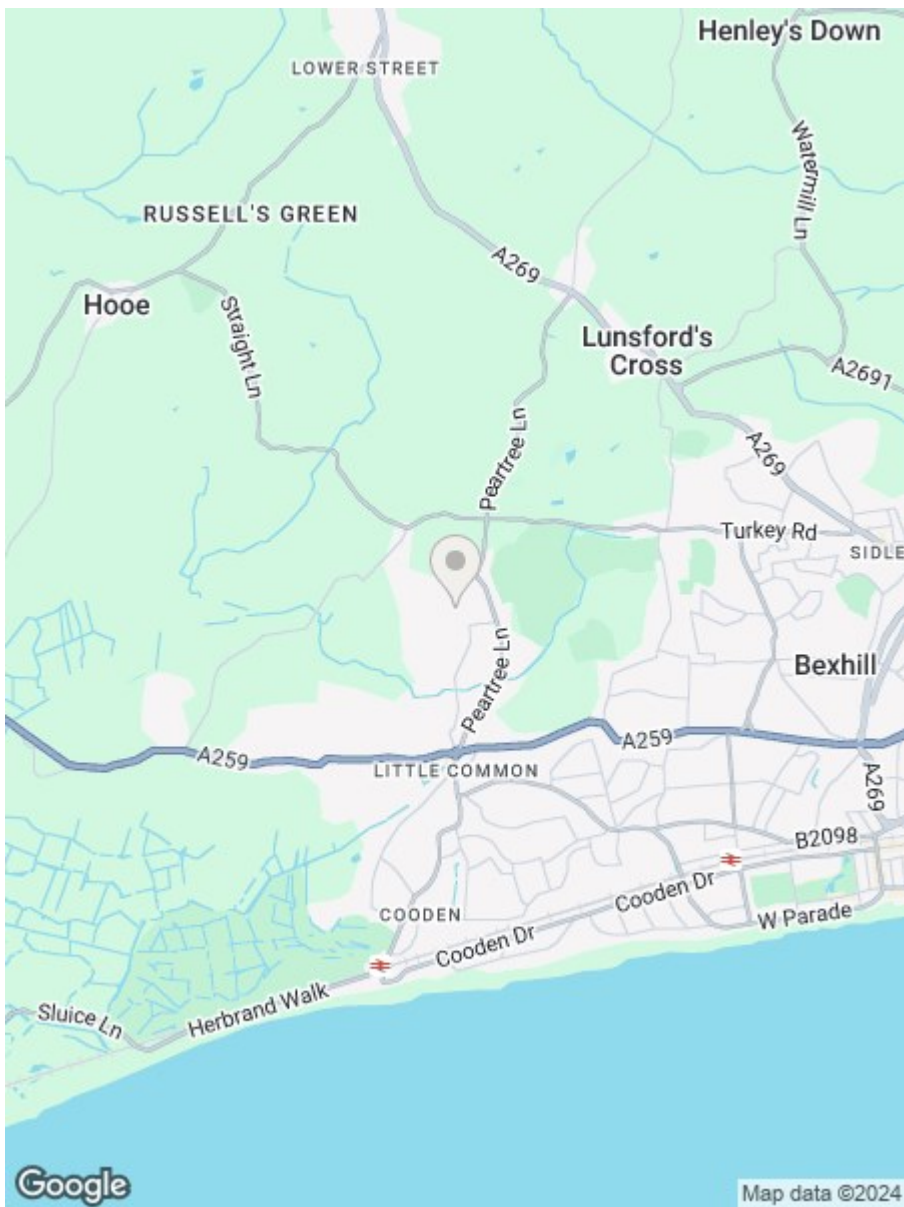 Henley's Down
LOWER STREET
Watermill Ln
RUSSELL'S GREEN
A269
Hooe
Straight Ln
Lunsford's
Cross
A2691
Peartree Ln
A269
Turkey Rd
SIDLE
Peartree Ln
Bexhill
A259
A259
LITTLE COMMON
A269
B2098
Cooden Dr
COODEN
W Parade
Cooden Dr
Herbrand Walk
Sluice Ln
Google
Map data ©2024